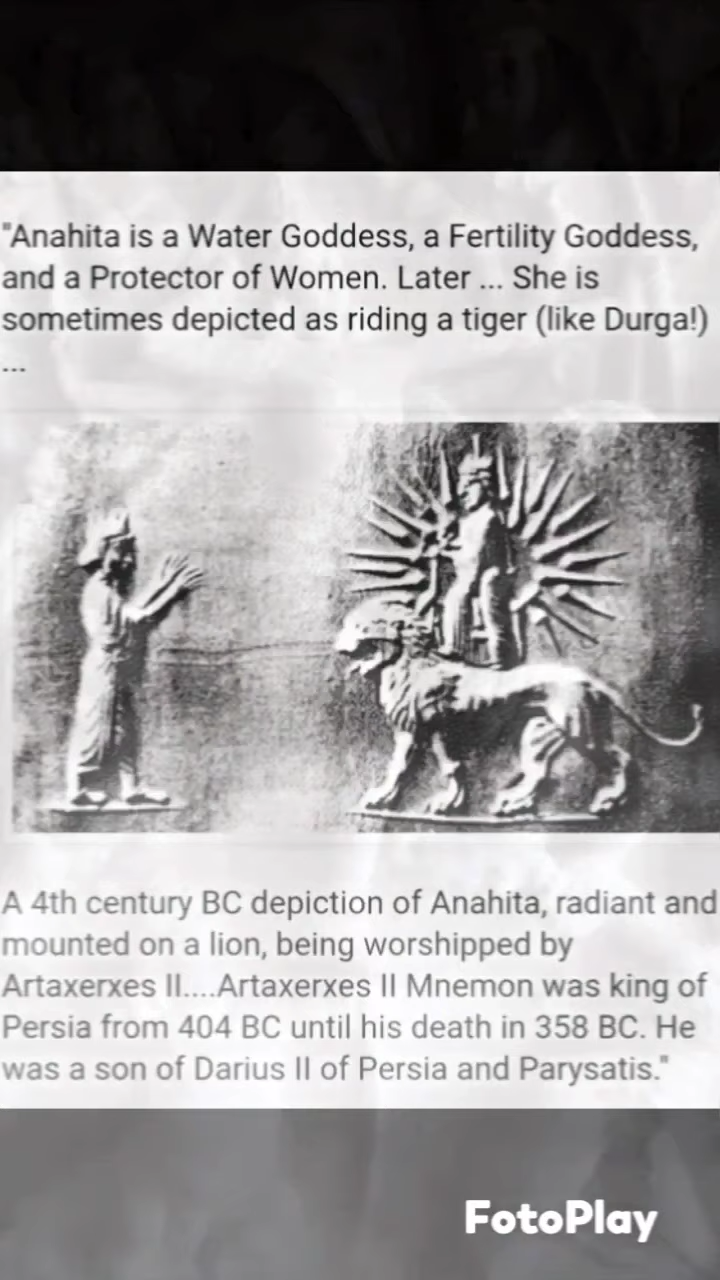 "Anahita is a Water Goddess, a Fertility Goddess,
and a Protector of Women. Later ... She is
sometimes depicted as riding a tiger (like Durga!)
...
A 4th century BC depiction of Anahita, radiant and
mounted on a lion, being worshipped by
Artaxerxes II....Artaxerxes II Mnemon was king of
Persia from 404 BC until his death in 358 BC. He
was a son of Darius II of Persia and Parysatis."
FotoPlay